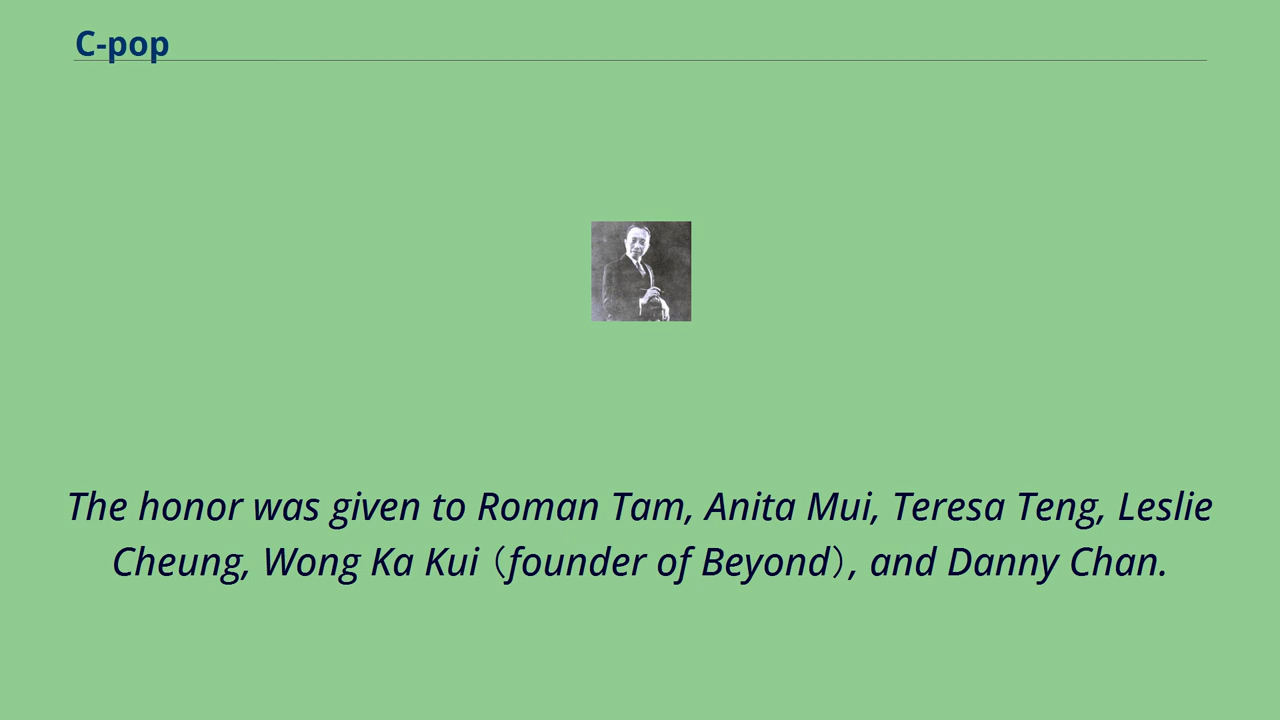 C-pop
The honor was given to Roman Tam, Anita Mui, Teresa Teng, Leslie
Cheung, Wong Ka Kui（founder of Beyond）, and Danny Chan.